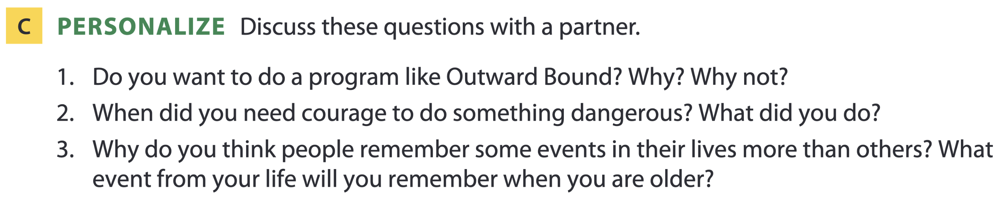 C PERSONALIZE Discuss these questions with a partner.
1. Do you want to do a program like Outward Bound? Why? Why not?
2. When did you need courage to do something dangerous? What did you do?
3. Why do you think people remember some events in their lives more than others? What
event from your life will you remember when you are older?